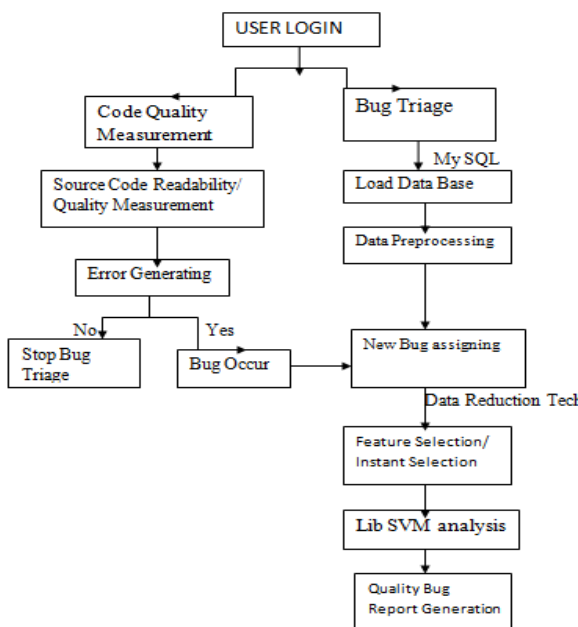 USER LOGIN
Code Quality
Measurement
Bug Triage
My SQL
Source Code Readability/
Quality Measurement
Load Data Base
Data Preprocessing
Error Generating
No
Yes
Stop Bug
Triage
Bug Occur
New Bug assigning
Data Reduction Tech
Feature Selection/
Instant Selection
Lib SVM analysis
Quality Bug
Report Generation